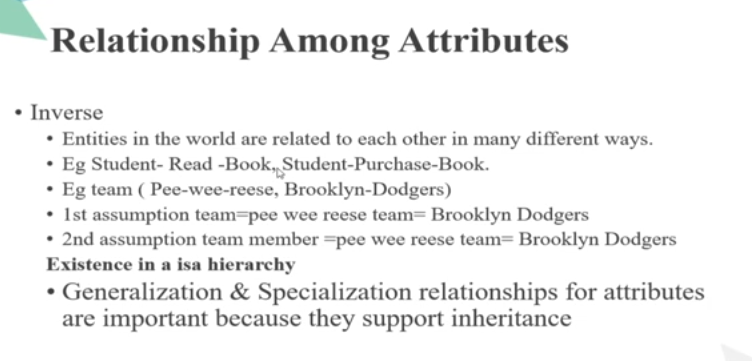 Relationship Among Attributes
• Inverse
• Entities in the world are related to each other in many different ways.
• Eg Student- Read -Book, Student-Purchase-Book.
• Eg team ( Pee-wee-reese, Brooklyn-Dodgers)
• 1st assumption team=pee wee reese team= Brooklyn Dodgers
• 2nd assumption team member =pee wee reese team= Brooklyn Dodgers
Existence in a isa hierarchy
• Generalization & Specialization relationships for attributes
are important because they support inheritance